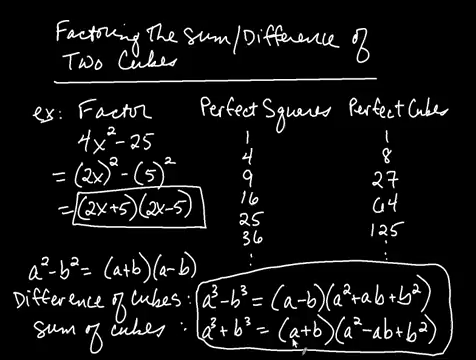 Factoring The Sum/Difference of
Two Cubes
ex: Factor Perfect Squares Perfect Cubes
4x² - 25 1 1
= (2x)² - (5)² 4 8
= (2x+5)(2x-5) 9 27
16 64
25 125
36 ⋮
⋮
a² - b² = (a+b)(a-b)
Difference of Cubes: a³ - b³ = (a-b)(a² + ab + b²)
Sum of cubes: a³ + b³ = (a+b)(a² - ab + b²)